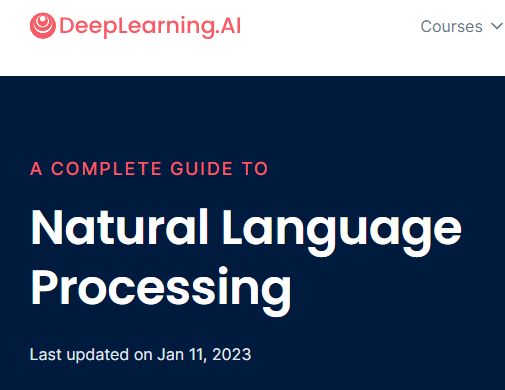 DeepLearning.AI
Courses
A COMPLETE GUIDE TO
Natural Language
Processing
Last updated on Jan 11, 2023